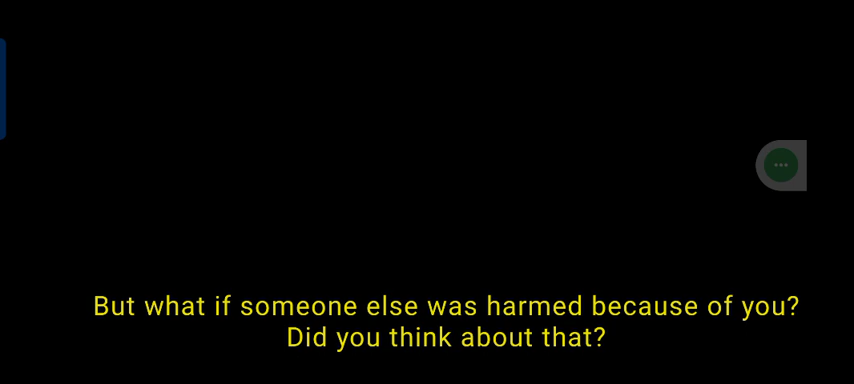 But what if someone else was harmed because of you?
Did you think about that?